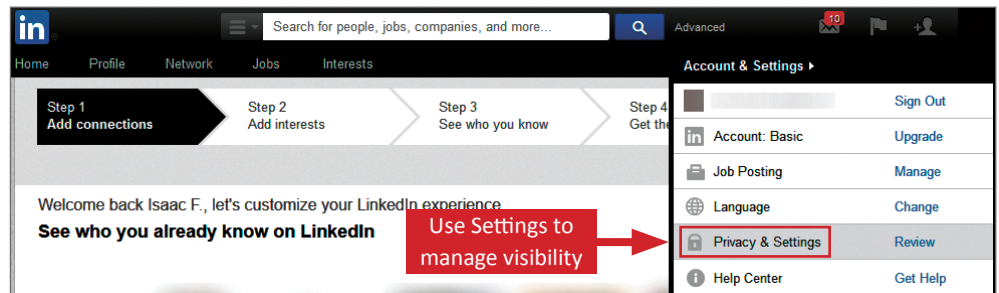 in
Search for people, jobs, companies, and more...
Advanced
10
Home Profile Network Jobs Interests
Account & Settings
Step 1
Add connections
Step 2
Add interests
Step 3
See who you know
Step 4
Get the
Sign Out
in Account: Basic Upgrade
Job Posting Manage
Language Change
Privacy & Settings Review
Help Center Get Help
Welcome back Isaac F., let's customize your LinkedIn experience
See who you already know on LinkedIn
Use Settings to
manage visibility